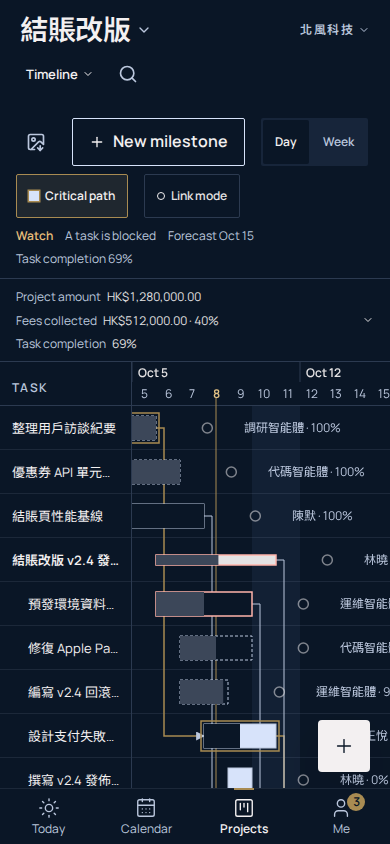 結賬改版
北風科技
Timeline
New milestone
Day
Week
Critical path
Link mode
Watch A task is blocked Forecast Oct 15
Task completion 69%
Project amount HK$1,280,000.00
Fees collected HK$512,000.00 · 40%
Task completion 69%
TASK
Oct 5
Oct 12
5 6 7 8 9 10 11 12 13 14 15
整理用戶訪談紀要
調研智能體 · 100%
優惠券 API 單元...
代碼智能體 · 100%
結賬頁性能基線
陳默 · 100%
結賬改版 v2.4 發...
林曉
預發環境資料...
運維智能
修復 Apple Pa...
代碼智能
編寫 v2.4 回滾...
運維智能體 · 9
設計支付失敗...
王悅
撰寫 v2.4 發佈...
林曉 · 0%
Today
Calendar
Projects
3
Me